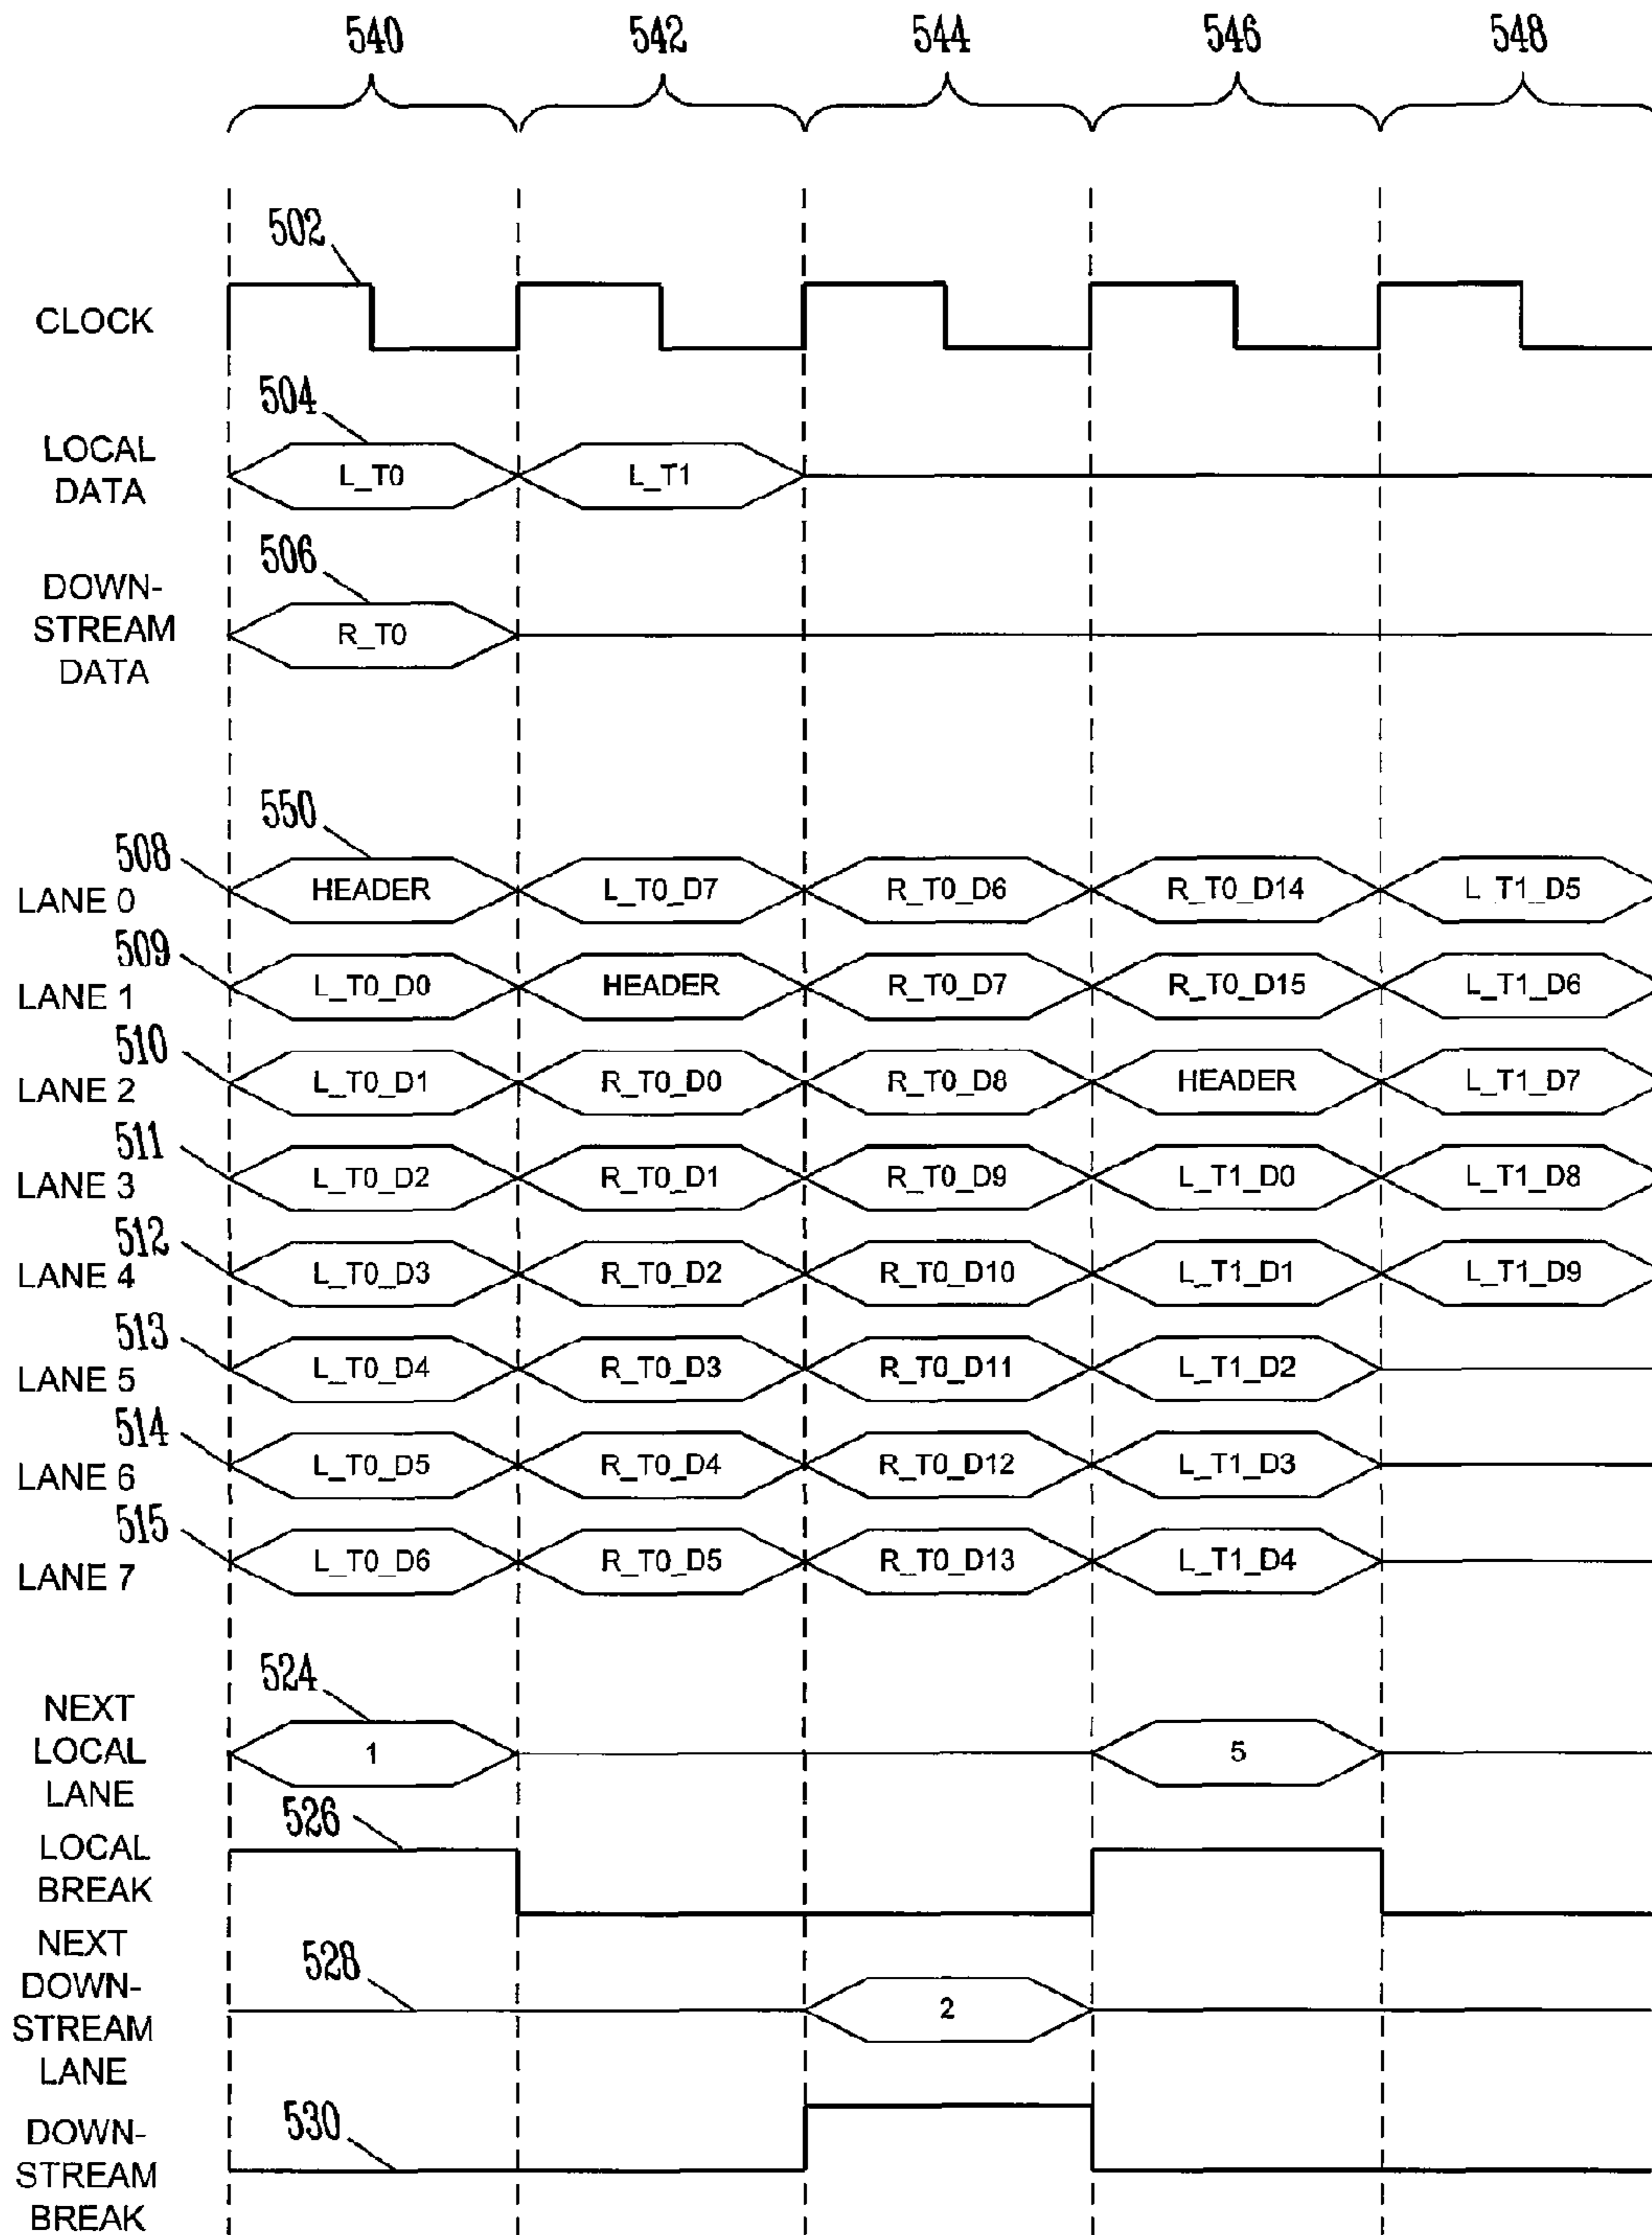 540 542 544 546 548
502
CLOCK
504
LOCAL
DATA
L_T0 L_T1
506
DOWN-
STREAM
DATA
R_T0
550
508
LANE 0 HEADER L_T0_D7 R_T0_D6 R_T0_D14 L_T1_D5
509
LANE 1 L_T0_D0 HEADER R_T0_D7 R_T0_D15 L_T1_D6
510
LANE 2 L_T0_D1 R_T0_D0 R_T0_D8 HEADER L_T1_D7
511
LANE 3 L_T0_D2 R_T0_D1 R_T0_D9 L_T1_D0 L_T1_D8
512
LANE 4 L_T0_D3 R_T0_D2 R_T0_D10 L_T1_D1 L_T1_D9
513
LANE 5 L_T0_D4 R_T0_D3 R_T0_D11 L_T1_D2
514
LANE 6 L_T0_D5 R_T0_D4 R_T0_D12 L_T1_D3
515
LANE 7 L_T0_D6 R_T0_D5 R_T0_D13 L_T1_D4
524
NEXT
LOCAL
LANE
1 5
526
LOCAL
BREAK
528
NEXT
DOWN-
STREAM
LANE
2
530
DOWN-
STREAM
BREAK